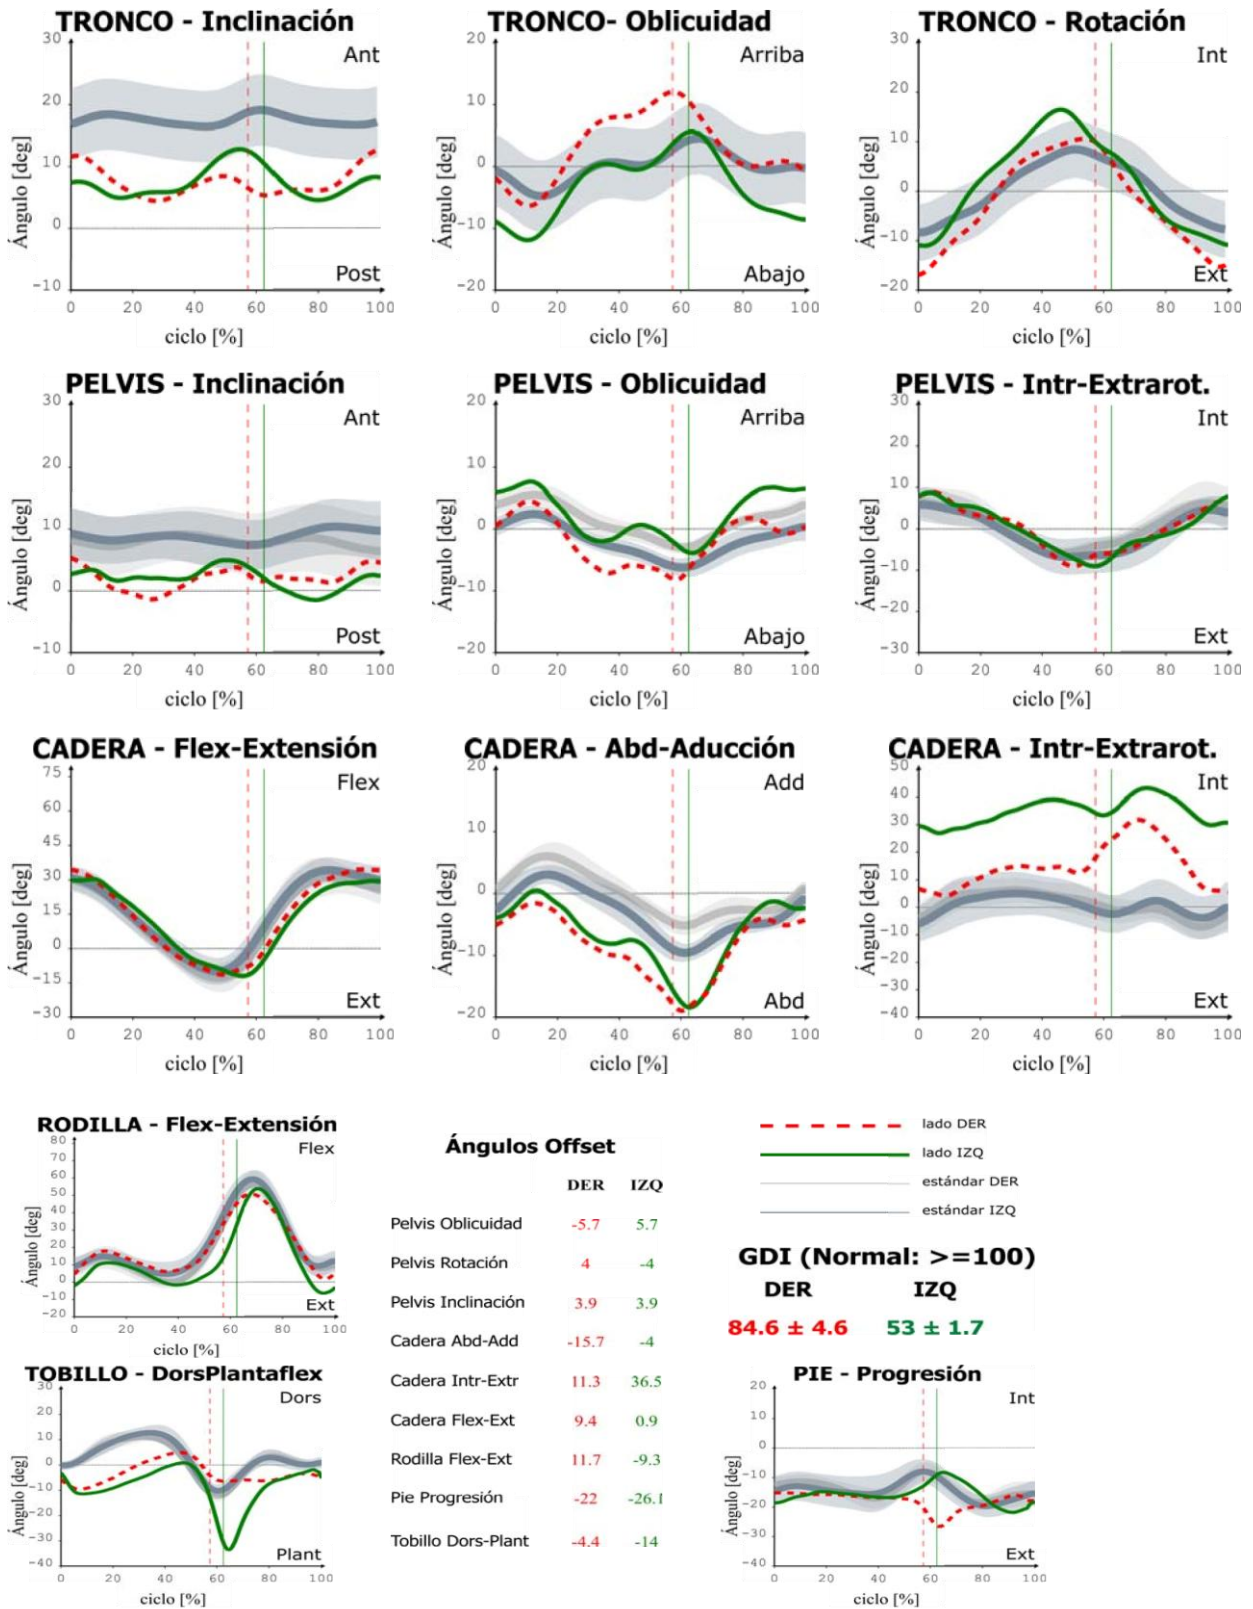 TRONCO - Inclinación
30
Ant
20
10
0
Post
-10
0 20 40 60 80 100
Ángulo [deg]
ciclo [%]
TRONCO- Oblicuidad
20
Arriba
10
0
-10
Abajo
-20
0 20 40 60 80 100
Ángulo [deg]
ciclo [%]
TRONCO - Rotación
30
Int
20
10
0
-10
Ext
-20
0 20 40 60 80 100
Ángulo [deg]
ciclo [%]
PELVIS - Inclinación
30
Ant
20
10
0
Post
-10
0 20 40 60 80 100
Ángulo [deg]
ciclo [%]
PELVIS - Oblicuidad
20
Arriba
10
0
-10
Abajo
-20
0 20 40 60 80 100
Ángulo [deg]
ciclo [%]
PELVIS - Intr-Extrarot.
30
Int
20
10
0
-10
-20
Ext
-30
0 20 40 60 80 100
Ángulo [deg]
ciclo [%]
CADERA - Flex-Extensión
75
Flex
60
45
30
15
0
-15
Ext
-30
0 20 40 60 80 100
Ángulo [deg]
ciclo [%]
CADERA - Abd-Aducción
20
Add
10
0
-10
Abd
-20
0 20 40 60 80 100
Ángulo [deg]
ciclo [%]
CADERA - Intr-Extrarot.
50
Int
40
30
20
10
0
-10
-20
-30
Ext
-40
0 20 40 60 80 100
Ángulo [deg]
ciclo [%]
RODILLA - Flex-Extensión
80
Flex
70
60
50
40
30
20
10
0
-10
Ext
-20
0 20 40 60 80 100
Ángulo [deg]
ciclo [%]
Ángulos Offset
DER IZQ
Pelvis Oblicuidad -5.7 5.7
Pelvis Rotación 4 -4
Pelvis Inclinación 3.9 3.9
Cadera Abd-Add -15.7 -4
Cadera Intr-Extr 11.3 36.5
Cadera Flex-Ext 9.4 0.9
Rodilla Flex-Ext 11.7 -9.3
Pie Progresión -22 -26.1
Tobillo Dors-Plant -4.4 -14
lado DER
lado IZQ
estándar DER
estándar IZQ
GDI (Normal: >=100)
DER IZQ
84.6 ± 4.6 53 ± 1.7
TOBILLO - DorsPlantaflex
30
Dors
20
10
0
-10
-20
-30
Plant
-40
0 20 40 60 80 100
Ángulo [deg]
ciclo [%]
PIE - Progresión
20
Int
10
0
-10
-20
-30
Ext
-40
0 20 40 60 80 100
Ángulo [deg]
ciclo [%]